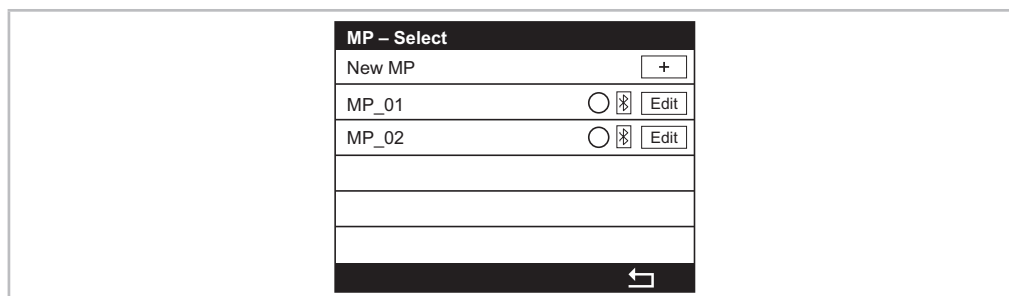 MP – Select
New MP +
MP_01 Edit
MP_02 Edit